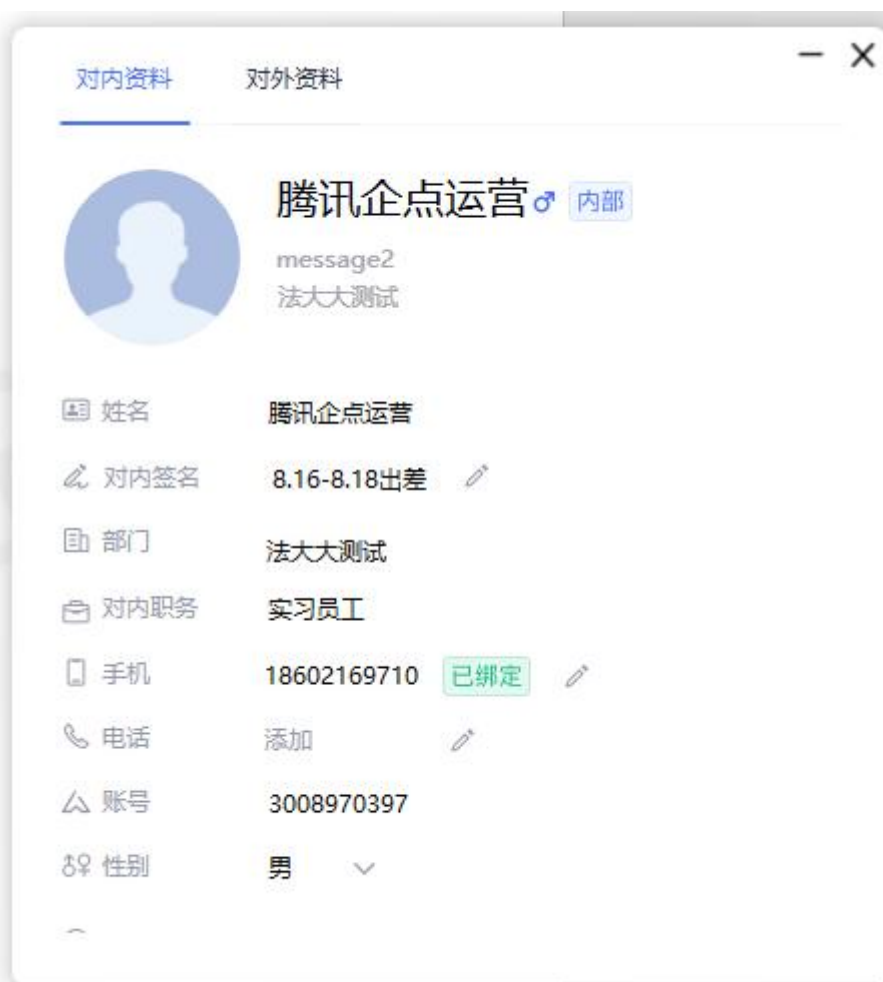 对内资料 对外资料
腾讯企点运营 内部
message2
法大大测试
姓名 腾讯企点运营
对内签名 8.16-8.18出差
部门 法大大测试
对内职务 实习员工
手机 18602169710 已绑定
电话 添加
账号 3008970397
性别 男